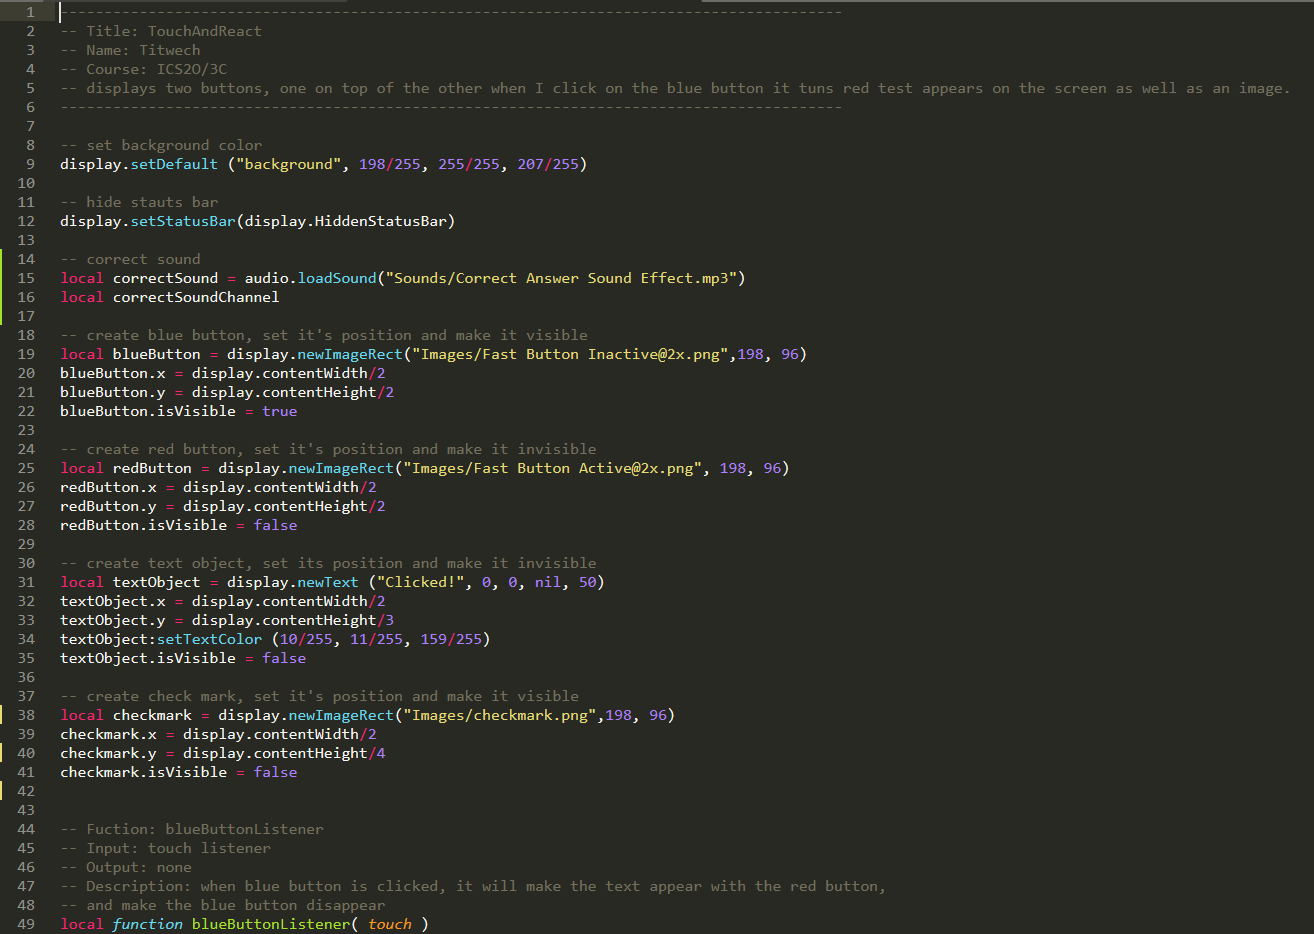 1 -----------------------------------------------------------------------------------------
2 -- Title: TouchAndReact
3 -- Name: Titwech
4 -- Course: ICS2O/3C
5 -- displays two buttons, one on top of the other when I click on the blue button it tuns red test appears on the screen as well as an image.
6 -----------------------------------------------------------------------------------------
7
8 -- set background color
9 display.setDefault ("background", 198/255, 255/255, 207/255)
10
11 -- hide stauts bar
12 display.setStatusBar(display.HiddenStatusBar)
13
14 -- correct sound
15 local correctSound = audio.loadSound("Sounds/Correct Answer Sound Effect.mp3")
16 local correctSoundChannel
17
18 -- create blue button, set it's position and make it visible
19 local blueButton = display.newImageRect("Images/Fast Button Inactive@2x.png",198, 96)
20 blueButton.x = display.contentWidth/2
21 blueButton.y = display.contentHeight/2
22 blueButton.isVisible = true
23
24 -- create red button, set it's position and make it invisible
25 local redButton = display.newImageRect("Images/Fast Button Active@2x.png", 198, 96)
26 redButton.x = display.contentWidth/2
27 redButton.y = display.contentHeight/2
28 redButton.isVisible = false
29
30 -- create text object, set its position and make it invisible
31 local textObject = display.newText ("Clicked!", 0, 0, nil, 50)
32 textObject.x = display.contentWidth/2
33 textObject.y = display.contentHeight/3
34 textObject:setTextColor (10/255, 11/255, 159/255)
35 textObject.isVisible = false
36
37 -- create check mark, set it's position and make it visible
38 local checkmark = display.newImageRect("Images/checkmark.png",198, 96)
39 checkmark.x = display.contentWidth/2
40 checkmark.y = display.contentHeight/4
41 checkmark.isVisible = false
42
43
44 -- Fuction: blueButtonListener
45 -- Input: touch listener
46 -- Output: none
47 -- Description: when blue button is clicked, it will make the text appear with the red button,
48 -- and make the blue button disappear
49 local function blueButtonListener( touch )